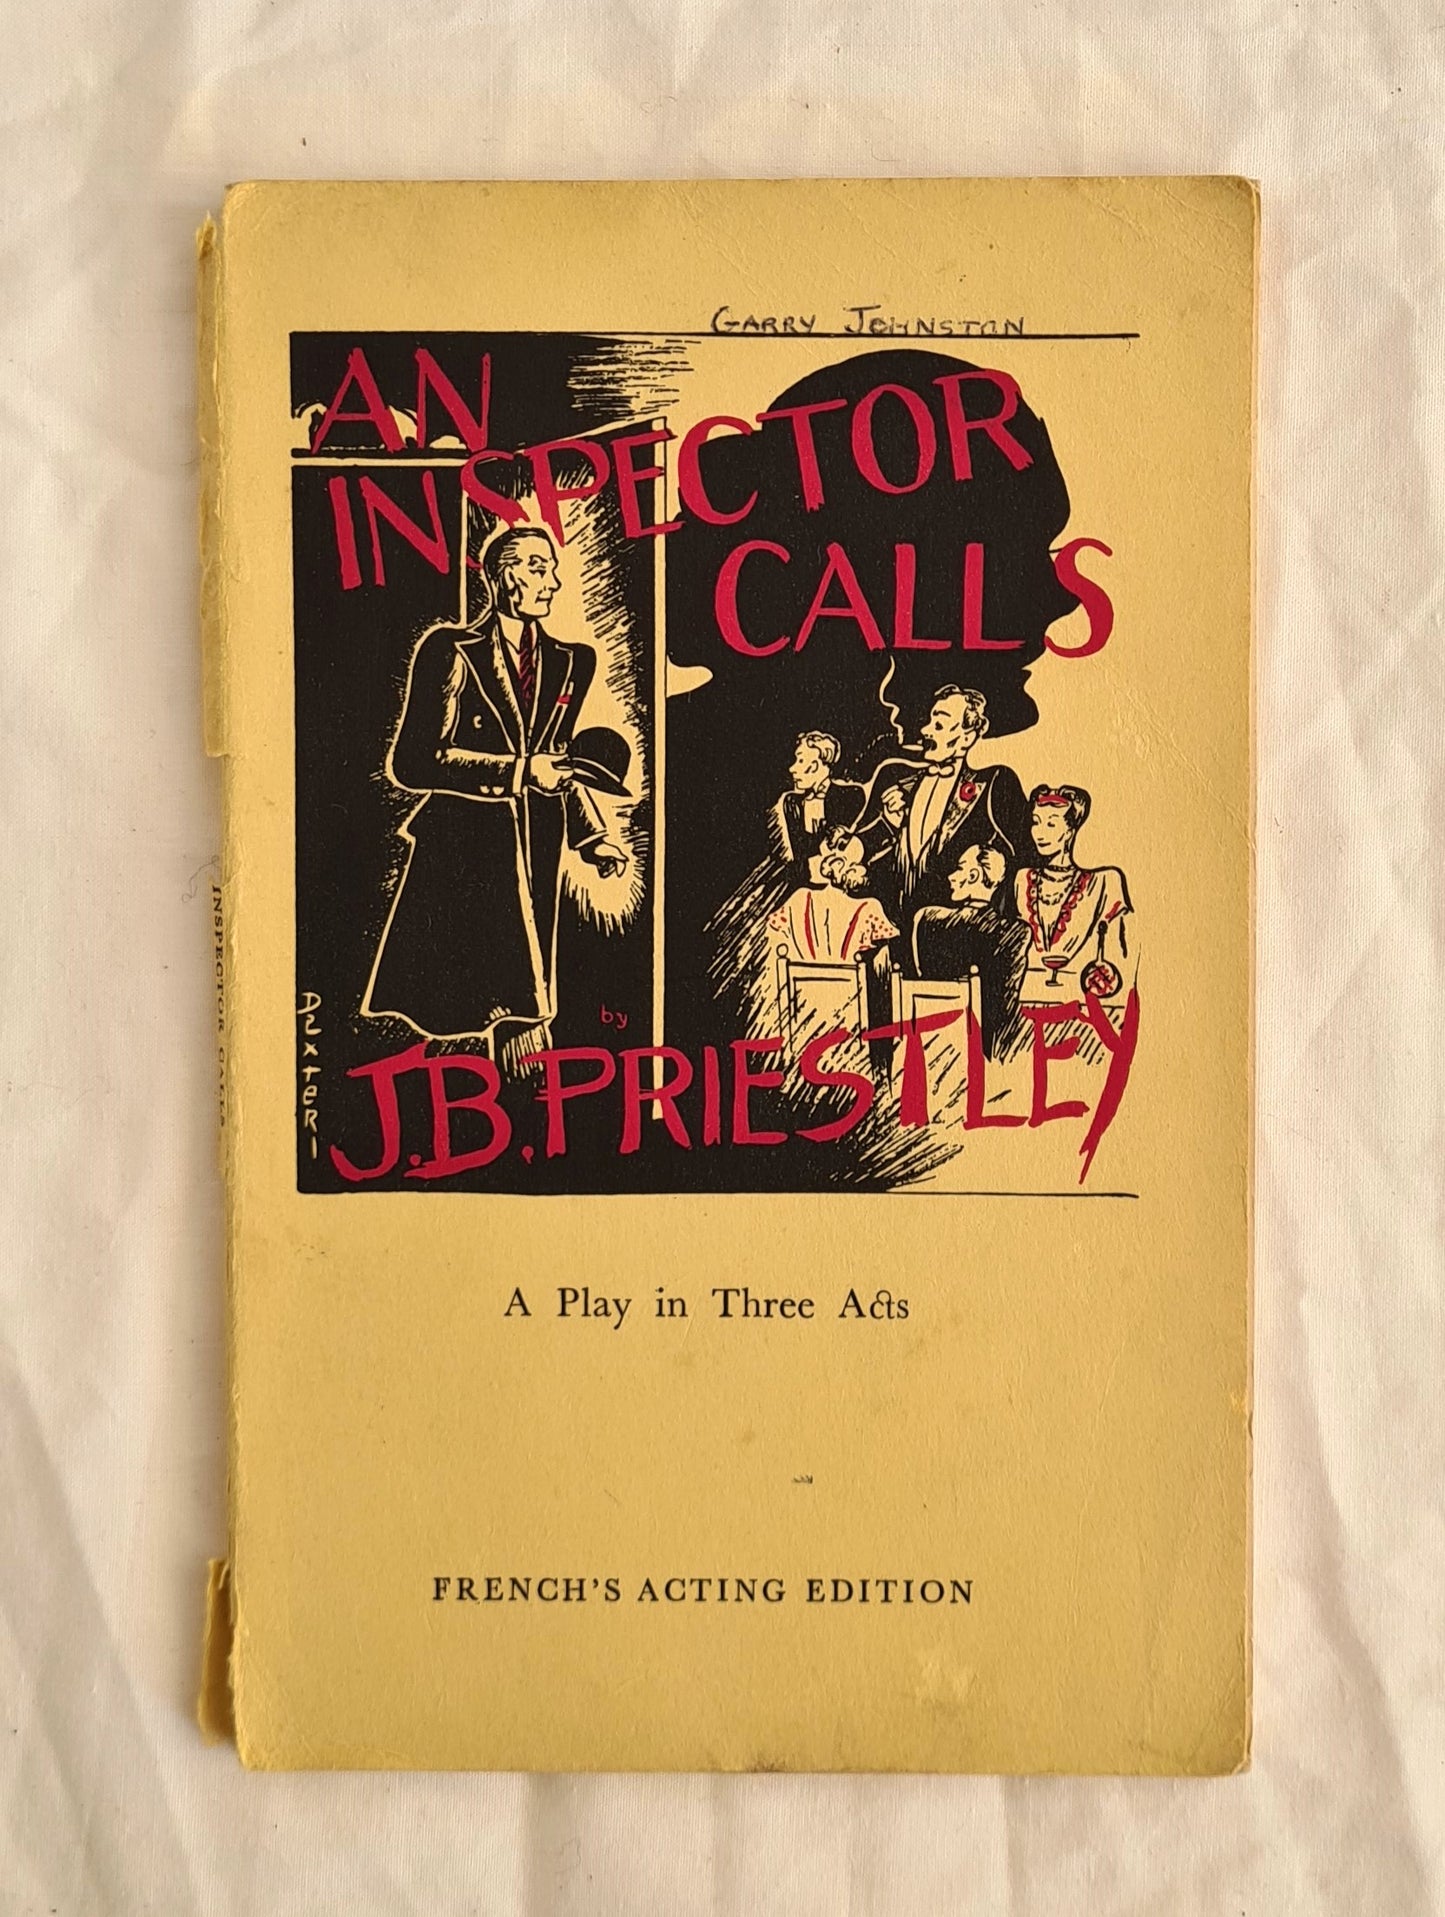 GARRY JOHNSTON
AN
INSPECTOR
CALLS
by
J.B. PRIESTLEY
DEXTER
A Play in Three Acts
FRENCH'S ACTING EDITION
INSPECTOR CALLS